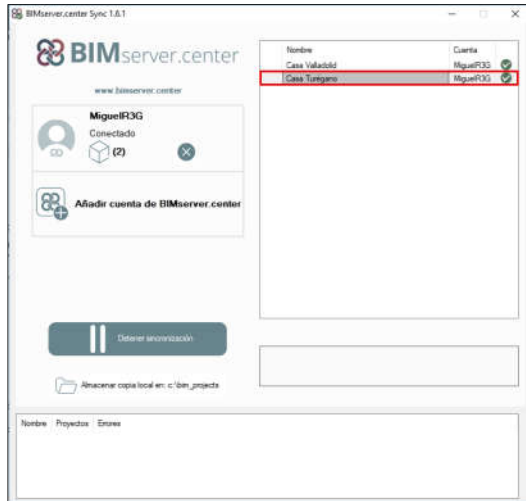 BIMserver.center Sync 1.6.1
BIMserver.center
www.bimserver.center
MiguelR3G
Conectado
(2)
Añadir cuenta de BIMserver.center
Detener sincronización
Almacenar copia local en: c:\bim_projects
Nombre Cuenta
Casa Valladolid MiguelR3G
Casa Turégano MiguelR3G
Nombre Proyectos Errores